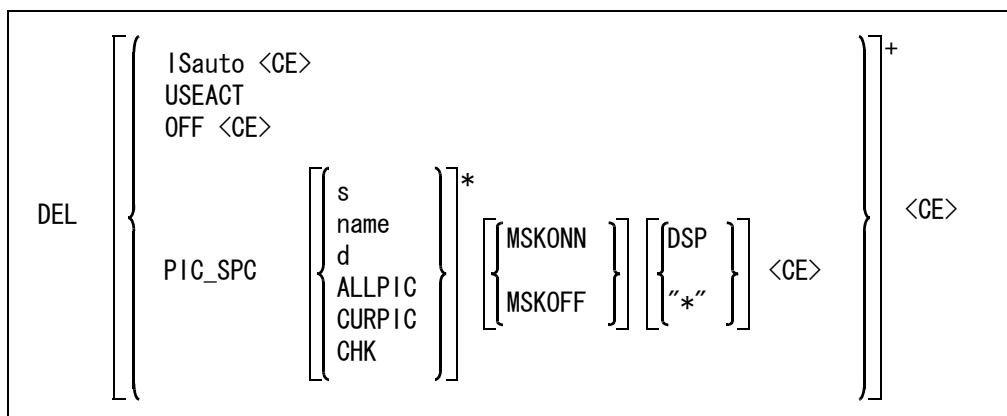 +
ISauto <CE>
USEACT
OFF <CE>
DEL
PIC_SPC
s
name
d
ALLPIC
CURPIC
CHK
*
MSKONN
MSKOFF
DSP
"*"
<CE>
<CE>